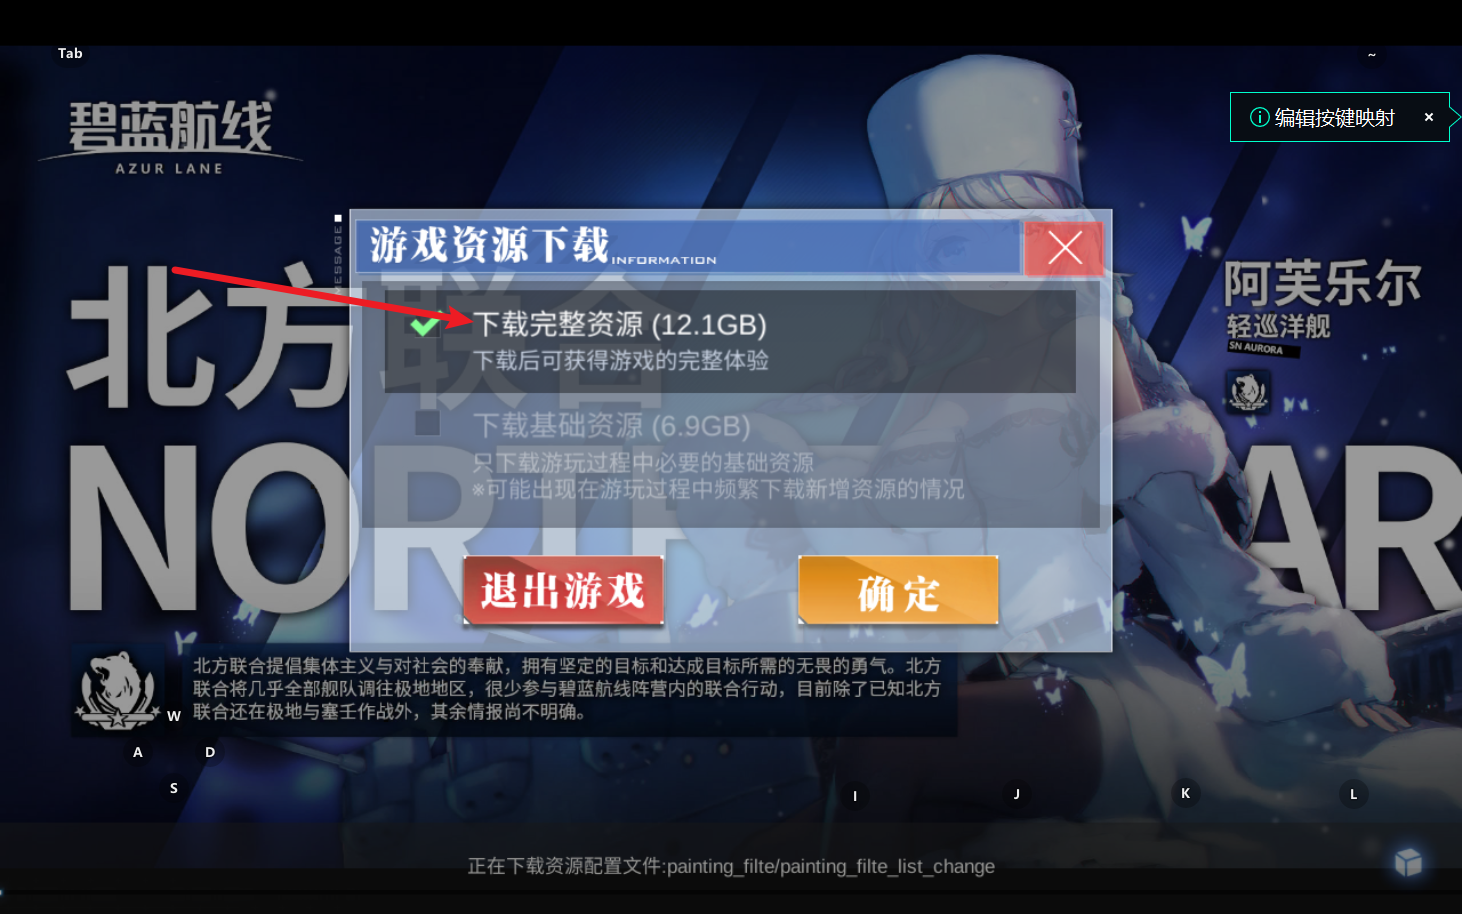 Tab
~
编辑按键映射 ×
碧蓝航线
AZUR LANE
MESSAGE
游戏资源下载 INFORMATION
北方联合
下载完整资源 (12.1GB)
下载后可获得游戏的完整体验
下载基础资源 (6.9GB)
只下载游玩过程中必要的基础资源
※可能出现在游玩过程中频繁下载新增资源的情况
阿芙乐尔
轻巡洋舰
SN AURORA
NORTH
AR
退出游戏
确定
北方联合提倡集体主义与对社会的奉献，拥有坚定的目标和达成目标所需的无畏的勇气。北方
联合将几乎全部舰队调往极地地区，很少参与碧蓝航线阵营内的联合行动，目前除了已知北方
联合还在极地与塞壬作战外，其余情报尚不明确。
W
A D
S
I J K L
正在下载资源配置文件:painting_filte/painting_filte_list_change